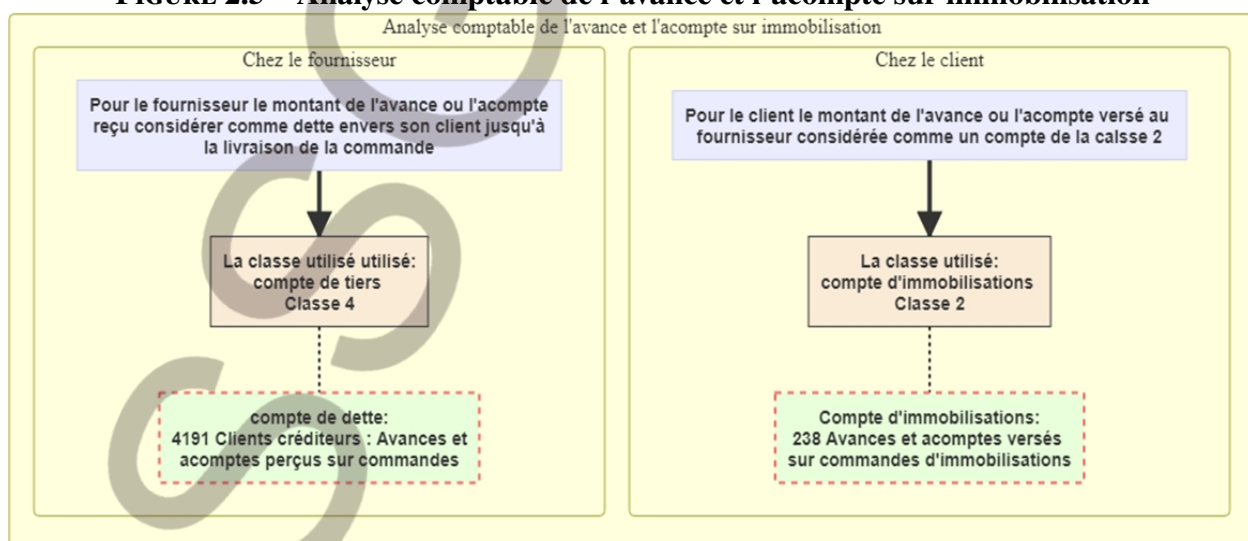 FIGURE 2.5 – Analyse comptable de l'avance et l'acompte sur immobilisation
Analyse comptable de l'avance et l'acompte sur immobilisation
Chez le fournisseur
Pour le fournisseur le montant de l'avance ou l'acompte
reçu considérer comme dette envers son client jusqu'à
la livraison de la commande
La classe utilisé utilisé:
compte de tiers
Classe 4
compte de dette:
4191 Clients créditeurs : Avances et
acomptes perçus sur commandes
Chez le client
Pour le client le montant de l'avance ou l'acompte versé au
fournisseur considérée comme un compte de la calsse 2
La classe utilisé:
compte d'immobilisations
Classe 2
Compte d'immobilisations:
238 Avances et acomptes versés
sur commandes d'immobilisations